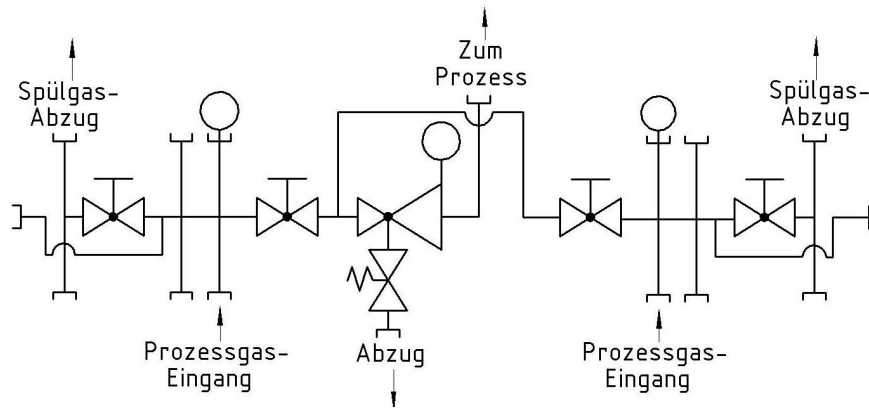 Spülgas-
Abzug
Zum
Prozess
Spülgas-
Abzug
Prozessgas-
Eingang
Abzug
Prozessgas-
Eingang